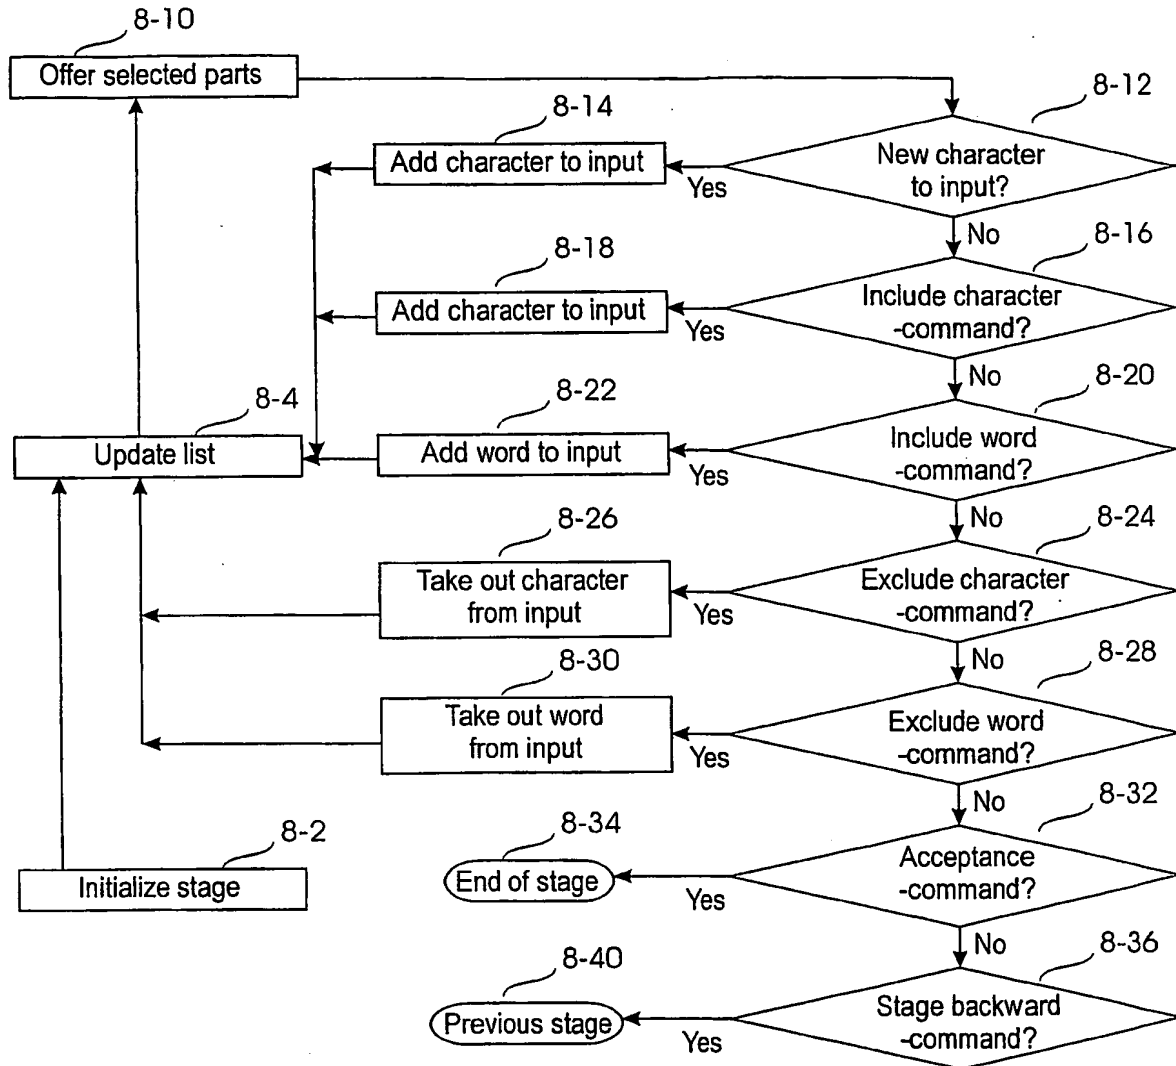 8-10
Offer selected parts
8-12
New character
to input?
8-14
Add character to input
Yes
No
8-16
Include character
-command?
8-18
Add character to input
Yes
No
8-20
Include word
-command?
8-22
Add word to input
Yes
8-4
Update list
No
8-24
Exclude character
-command?
8-26
Take out character
from input
Yes
No
8-28
Exclude word
-command?
8-30
Take out word
from input
Yes
No
8-32
Acceptance
-command?
8-34
End of stage
Yes
8-2
Initialize stage
No
8-36
Stage backward
-command?
8-40
Previous stage
Yes